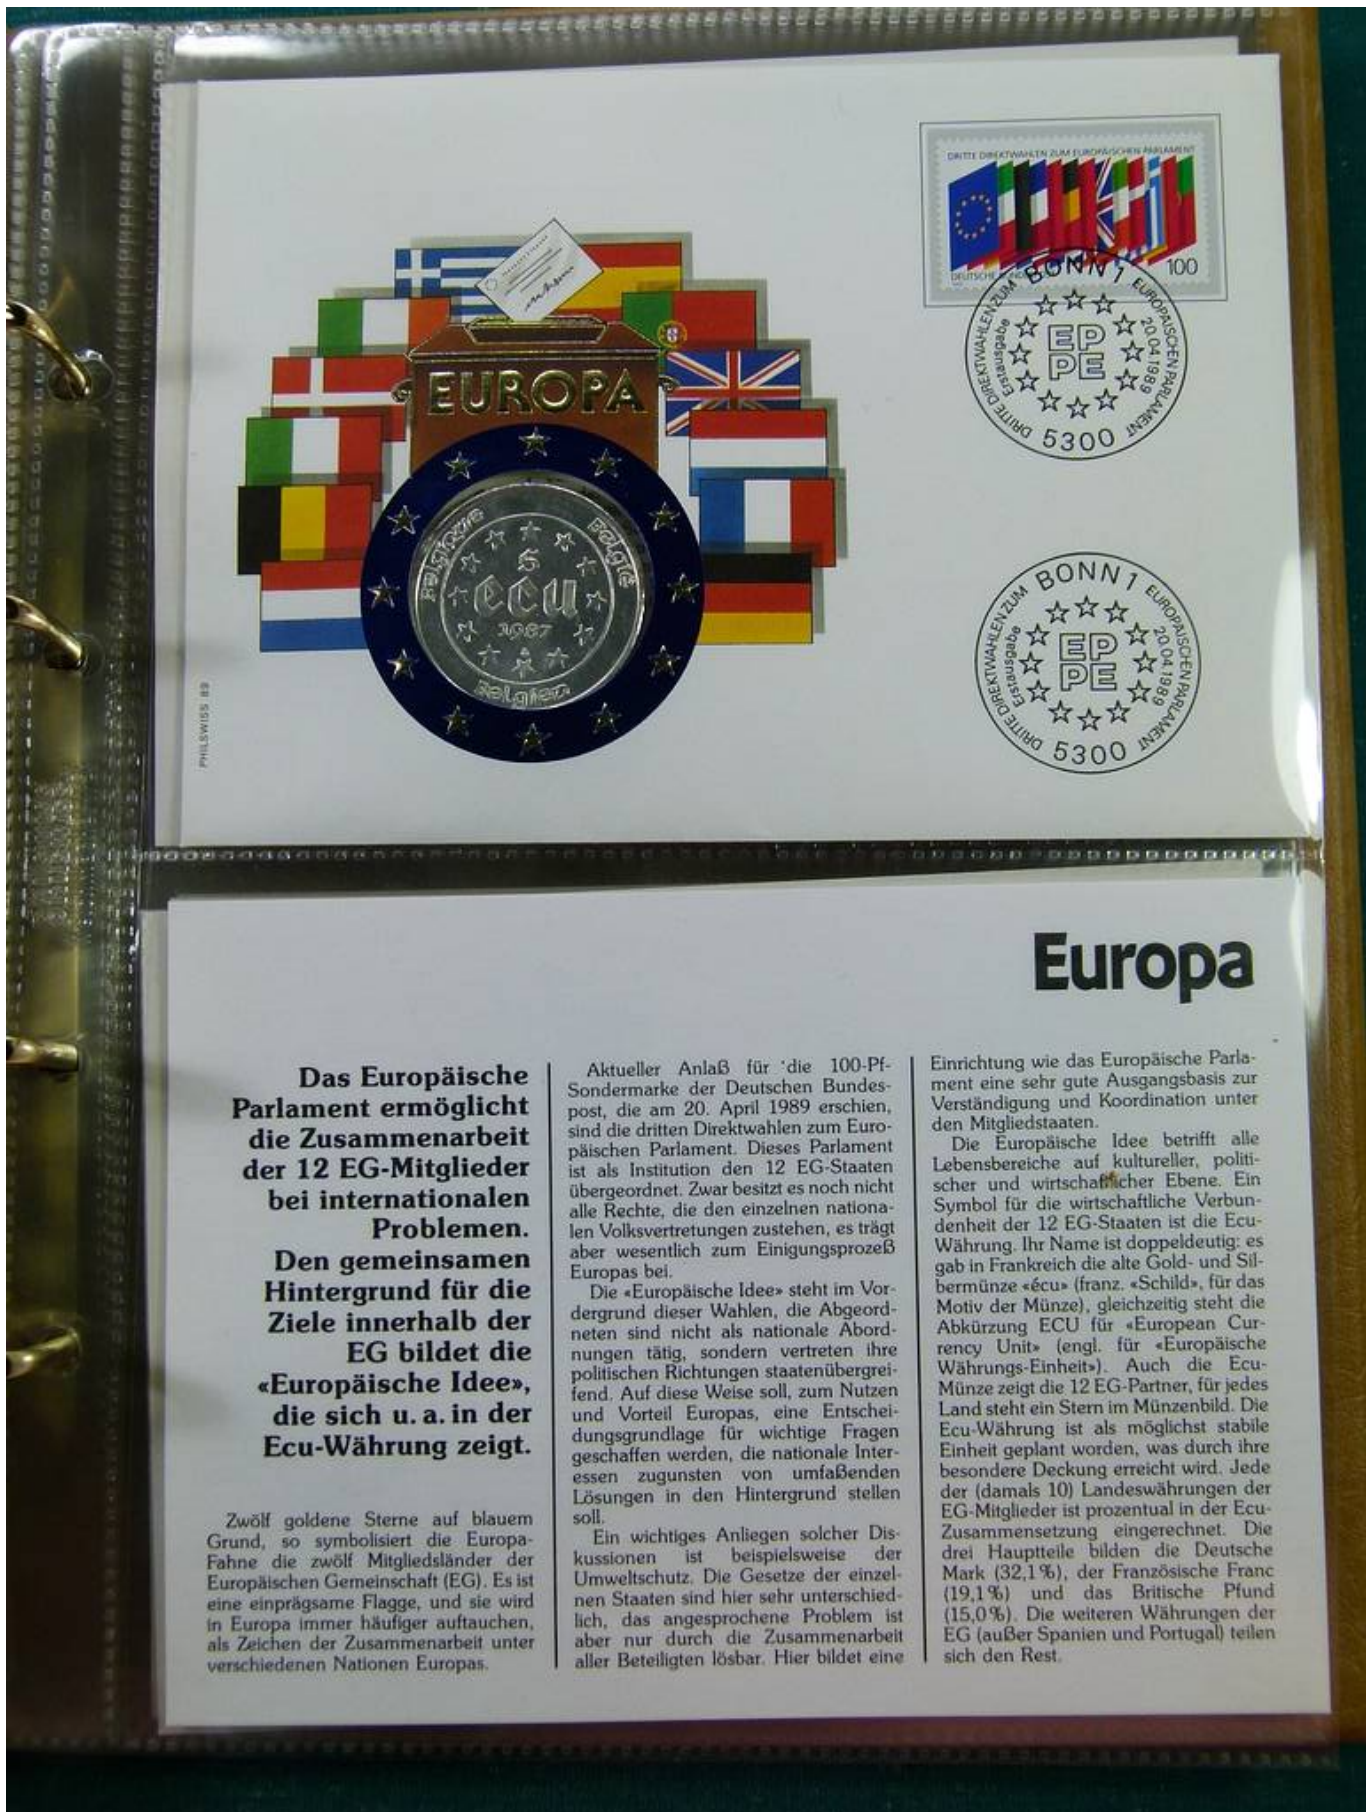 DRITTE DIREKTWAHLEN ZUM EUROPÄISCHEN PARLAMENT
DEUTSCHE BUND
100
BONN 1
DRITTE DIREKTWAHLEN ZUM EUROPÄISCHEN PARLAMENT
Erstausgabe
20.04.1989
EP
PE
5300
EUROPA
Belgique
België
5
ecu
1987
Belgien
BONN 1
DRITTE DIREKTWAHLEN ZUM EUROPÄISCHEN PARLAMENT
Erstausgabe
20.04.1989
EP
PE
5300
PHILSWISS 89
Europa
Das Europäische
Parlament ermöglicht
die Zusammenarbeit
der 12 EG-Mitglieder
bei internationalen
Problemen.
Den gemeinsamen
Hintergrund für die
Ziele innerhalb der
EG bildet die
«Europäische Idee»,
die sich u. a. in der
Ecu-Währung zeigt.
Zwölf goldene Sterne auf blauem
Grund, so symbolisiert die Europa-
Fahne die zwölf Mitgliedsländer der
Europäischen Gemeinschaft (EG). Es ist
eine einprägsame Flagge, und sie wird
in Europa immer häufiger auftauchen,
als Zeichen der Zusammenarbeit unter
verschiedenen Nationen Europas.
Aktueller Anlaß für die 100-Pf-
Sondermarke der Deutschen Bundes-
post, die am 20. April 1989 erschien,
sind die dritten Direktwahlen zum Euro-
päischen Parlament. Dieses Parlament
ist als Institution den 12 EG-Staaten
übergeordnet. Zwar besitzt es noch nicht
alle Rechte, die den einzelnen nationa-
len Volksvertretungen zustehen, es trägt
aber wesentlich zum Einigungsprozeß
Europas bei.
Die «Europäische Idee» steht im Vor-
dergrund dieser Wahlen, die Abgeord-
neten sind nicht als nationale Abord-
nungen tätig, sondern vertreten ihre
politischen Richtungen staatenübergrei-
fend. Auf diese Weise soll, zum Nutzen
und Vorteil Europas, eine Entschei-
dungsgrundlage für wichtige Fragen
geschaffen werden, die nationale Inter-
essen zugunsten von umfaßenden
Lösungen in den Hintergrund stellen
soll.
Ein wichtiges Anliegen solcher Dis-
kussionen ist beispielsweise der
Umweltschutz. Die Gesetze der einzel-
nen Staaten sind hier sehr unterschied-
lich, das angesprochene Problem ist
aber nur durch die Zusammenarbeit
aller Beteiligten lösbar. Hier bildet eine
Einrichtung wie das Europäische Parla-
ment eine sehr gute Ausgangsbasis zur
Verständigung und Koordination unter
den Mitgliedstaaten.
Die Europäische Idee betrifft alle
Lebensbereiche auf kultureller, politi-
scher und wirtschaftlicher Ebene. Ein
Symbol für die wirtschaftliche Verbun-
denheit der 12 EG-Staaten ist die Ecu-
Währung. Ihr Name ist doppeldeutig: es
gab in Frankreich die alte Gold- und Sil-
bermünze «écu» (franz. «Schild», für das
Motiv der Münze), gleichzeitig steht die
Abkürzung ECU für «European Cur-
rency Unit» (engl. für «Europäische
Währungs-Einheit»). Auch die Ecu-
Münze zeigt die 12 EG-Partner, für jedes
Land steht ein Stern im Münzenbild. Die
Ecu-Währung ist als möglichst stabile
Einheit geplant worden, was durch ihre
besondere Deckung erreicht wird. Jede
der (damals 10) Landeswährungen der
EG-Mitglieder ist prozentual in der Ecu-
Zusammensetzung eingerechnet. Die
drei Hauptteile bilden die Deutsche
Mark (32,1%), der Französische Franc
(19,1%) und das Britische Pfund
(15,0%). Die weiteren Währungen der
EG (außer Spanien und Portugal) teilen
sich den Rest.